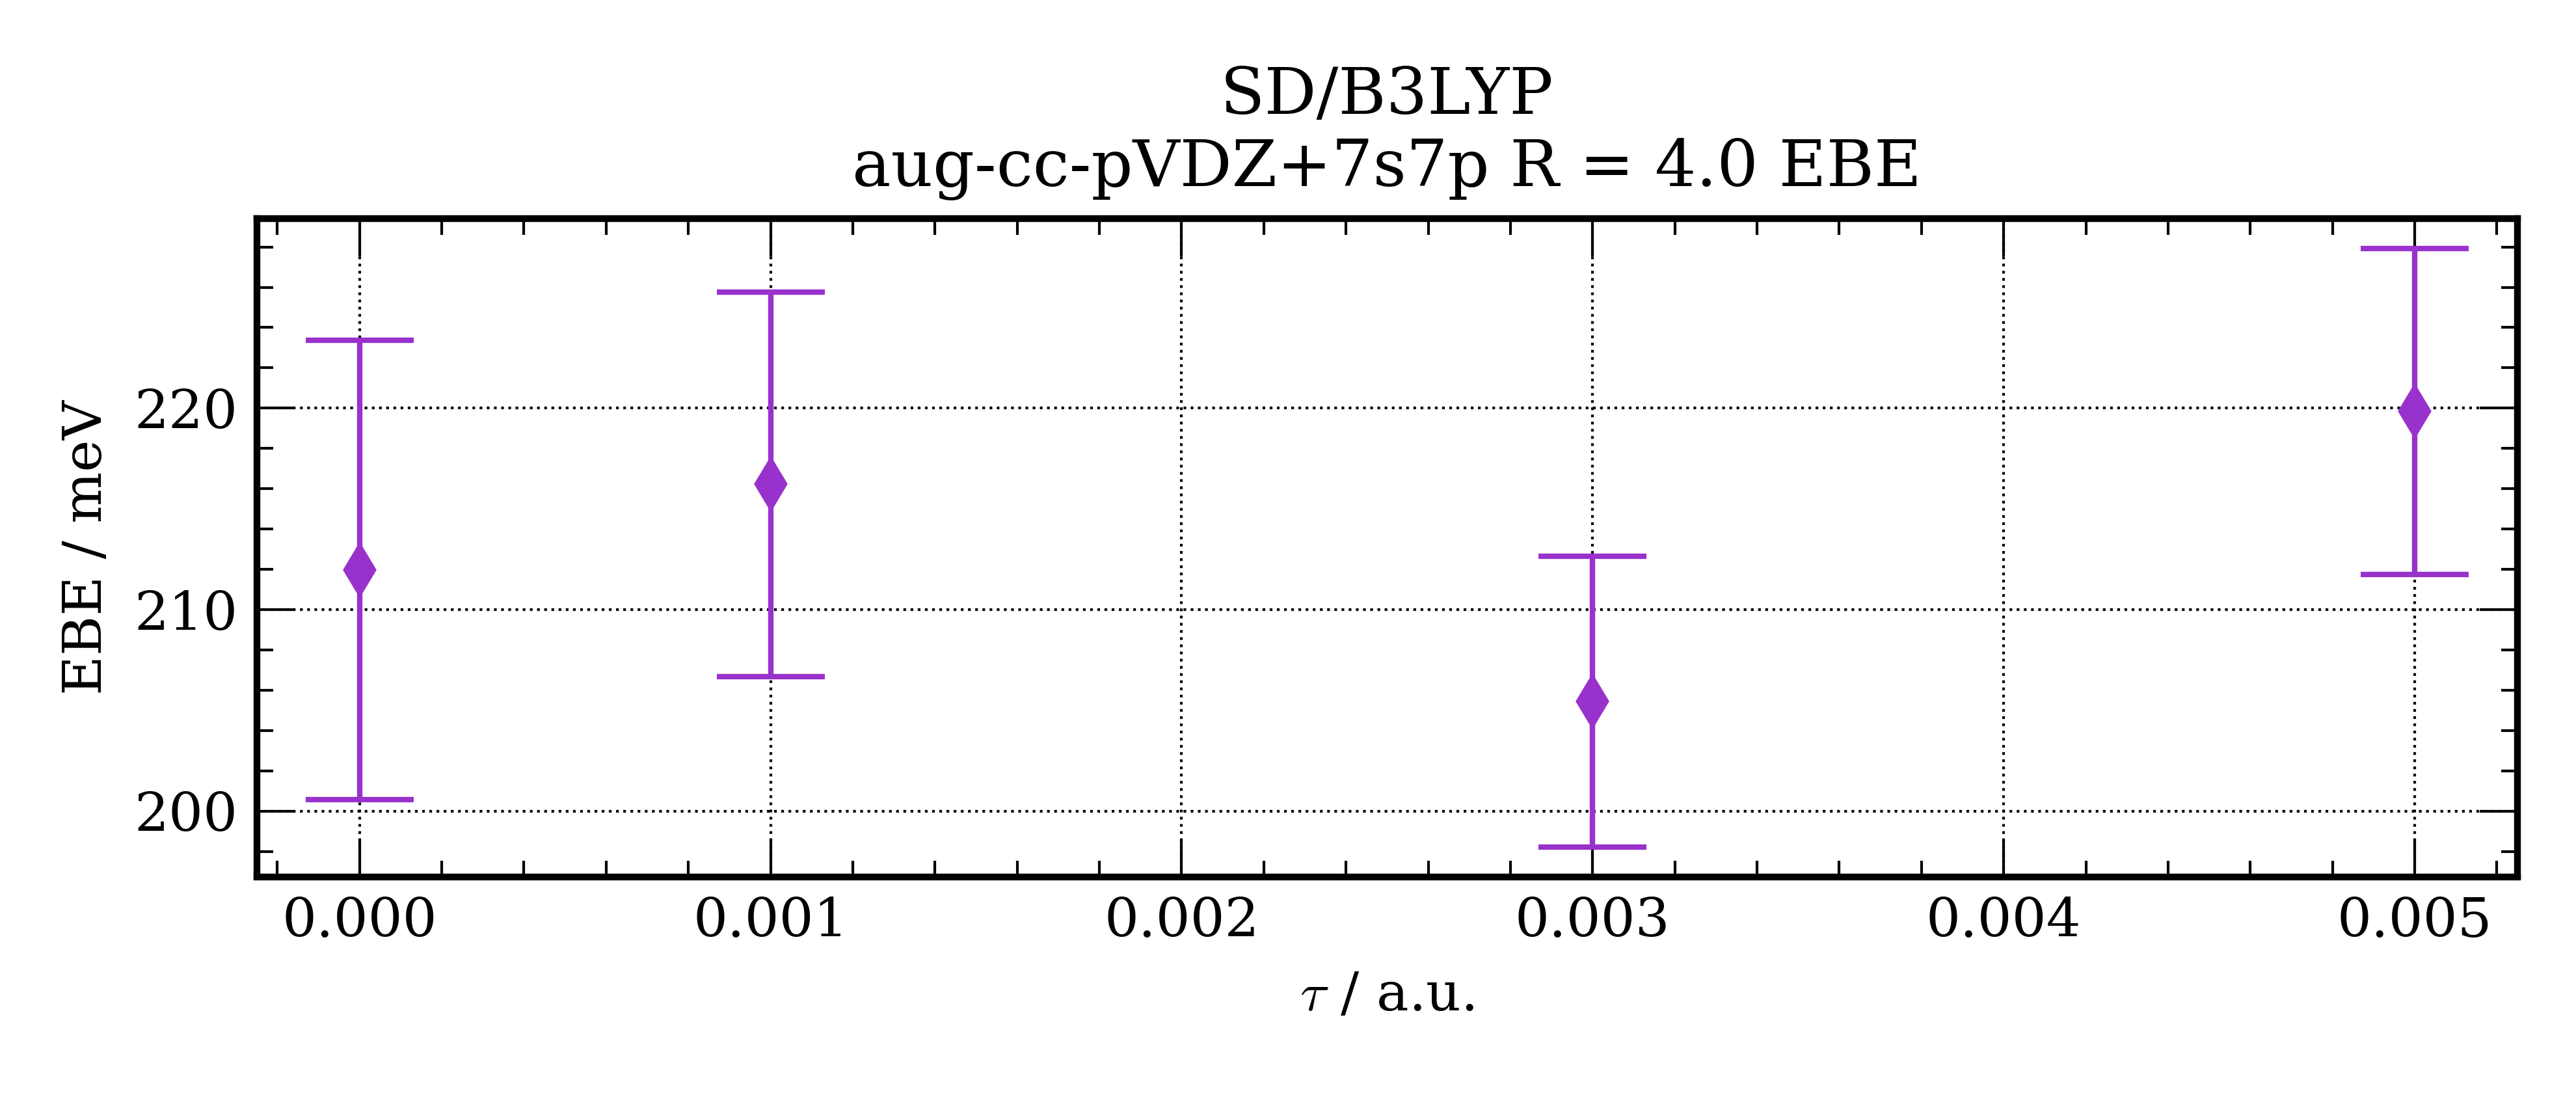 SD/B3LYP
aug-cc-pVDZ+7s7p R = 4.0 EBE
EBE / meV
220
210
200
0.000 0.001 0.002 0.003 0.004 0.005
τ / a.u.